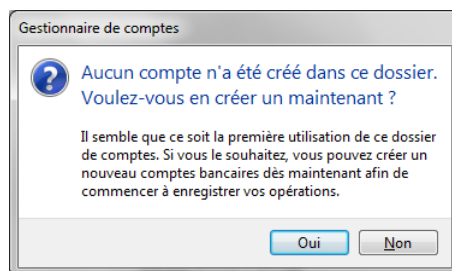 Gestionnaire de comptes
Aucun compte n'a été créé dans ce dossier.
Voulez-vous en créer un maintenant ?
Il semble que ce soit la première utilisation de ce dossier
de comptes. Si vous le souhaitez, vous pouvez créer un
nouveau comptes bancaires dès maintenant afin de
commencer à enregistrer vos opérations.
Oui
Non